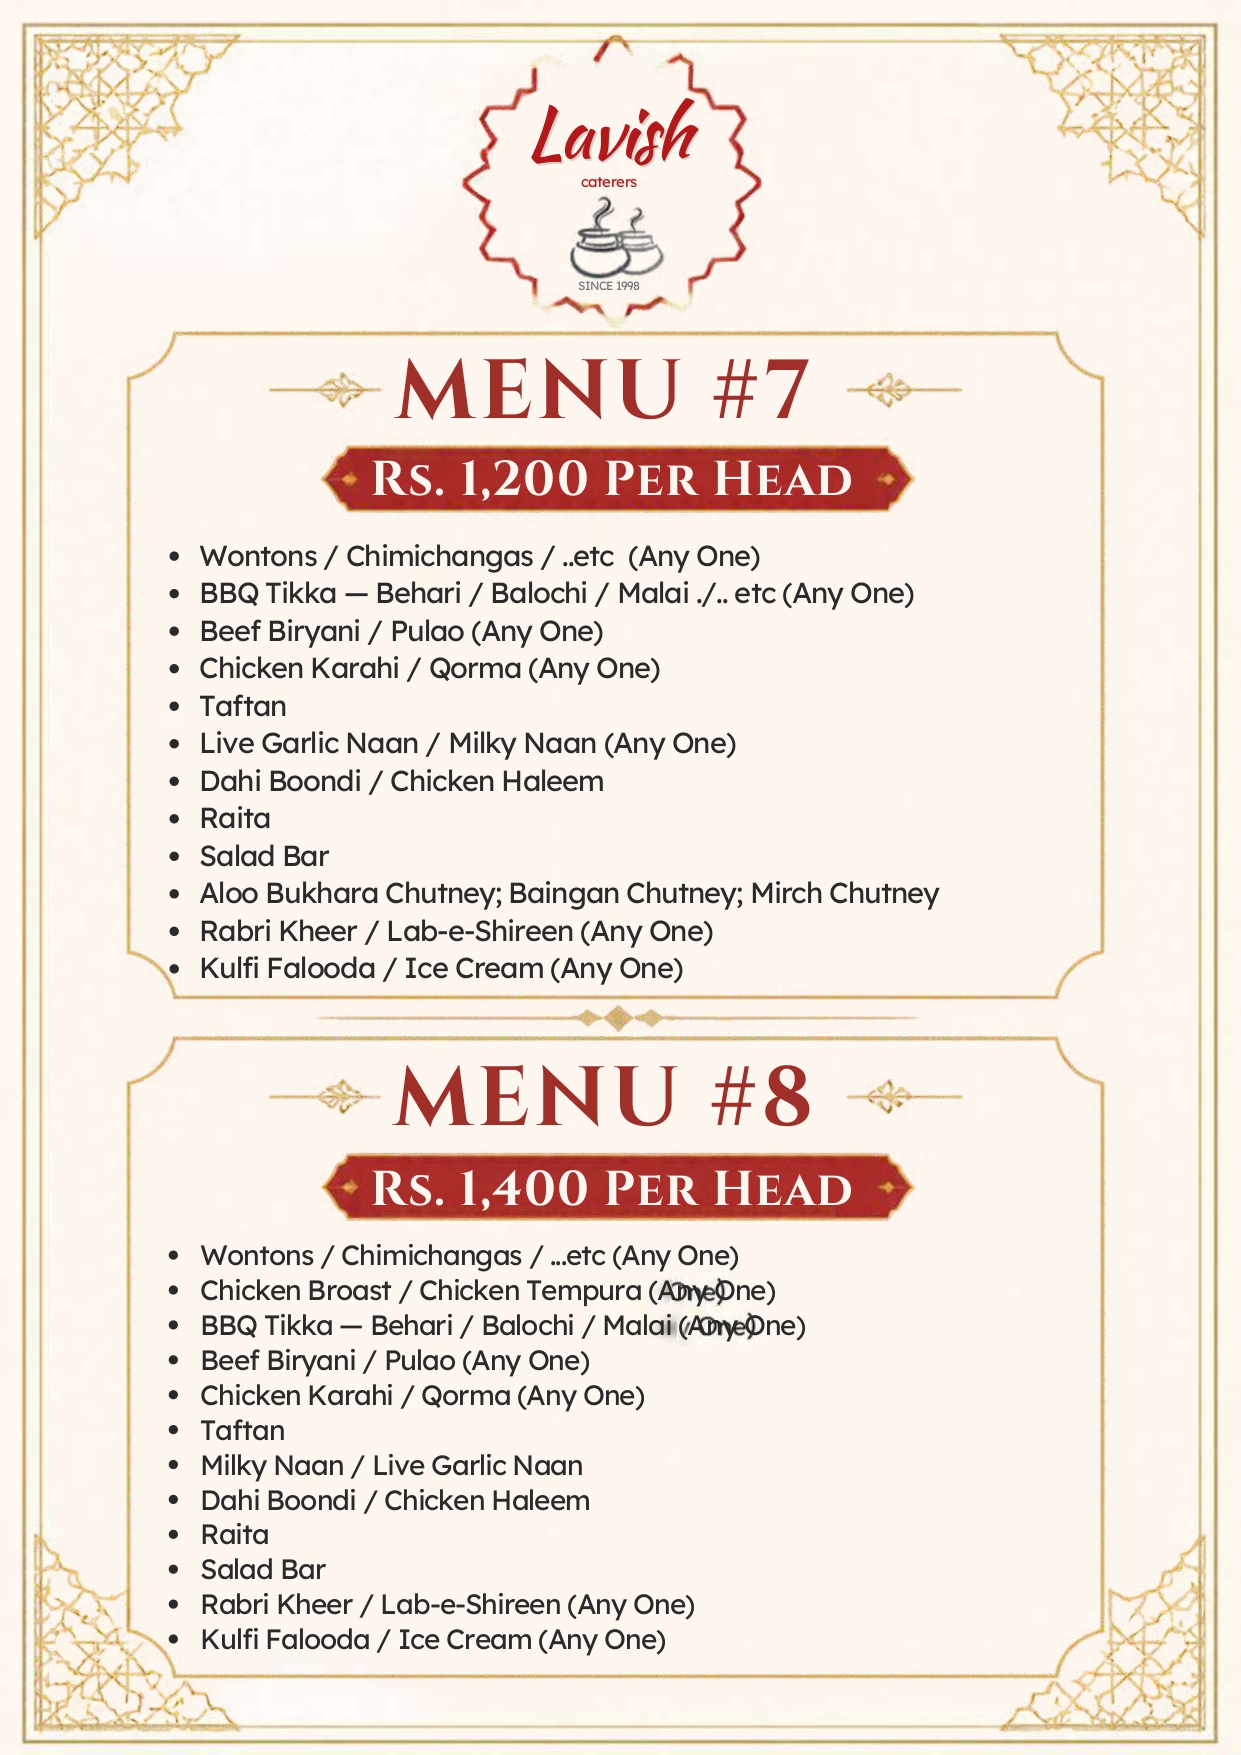 Lavish
caterers
SINCE 1998
MENU #7
Rs. 1,200 Per Head
• Wontons / Chimichangas / ..etc (Any One)
• BBQ Tikka — Behari / Balochi / Malai ./.. etc (Any One)
• Beef Biryani / Pulao (Any One)
• Chicken Karahi / Qorma (Any One)
• Taftan
• Live Garlic Naan / Milky Naan (Any One)
• Dahi Boondi / Chicken Haleem
• Raita
• Salad Bar
• Aloo Bukhara Chutney; Baingan Chutney; Mirch Chutney
• Rabri Kheer / Lab-e-Shireen (Any One)
• Kulfi Falooda / Ice Cream (Any One)
MENU #8
Rs. 1,400 Per Head
• Wontons / Chimichangas / ...etc (Any One)
• Chicken Broast / Chicken Tempura (Any One)
• BBQ Tikka — Behari / Balochi / Malai (Any One)
• Beef Biryani / Pulao (Any One)
• Chicken Karahi / Qorma (Any One)
• Taftan
• Milky Naan / Live Garlic Naan
• Dahi Boondi / Chicken Haleem
• Raita
• Salad Bar
• Rabri Kheer / Lab-e-Shireen (Any One)
• Kulfi Falooda / Ice Cream (Any One)